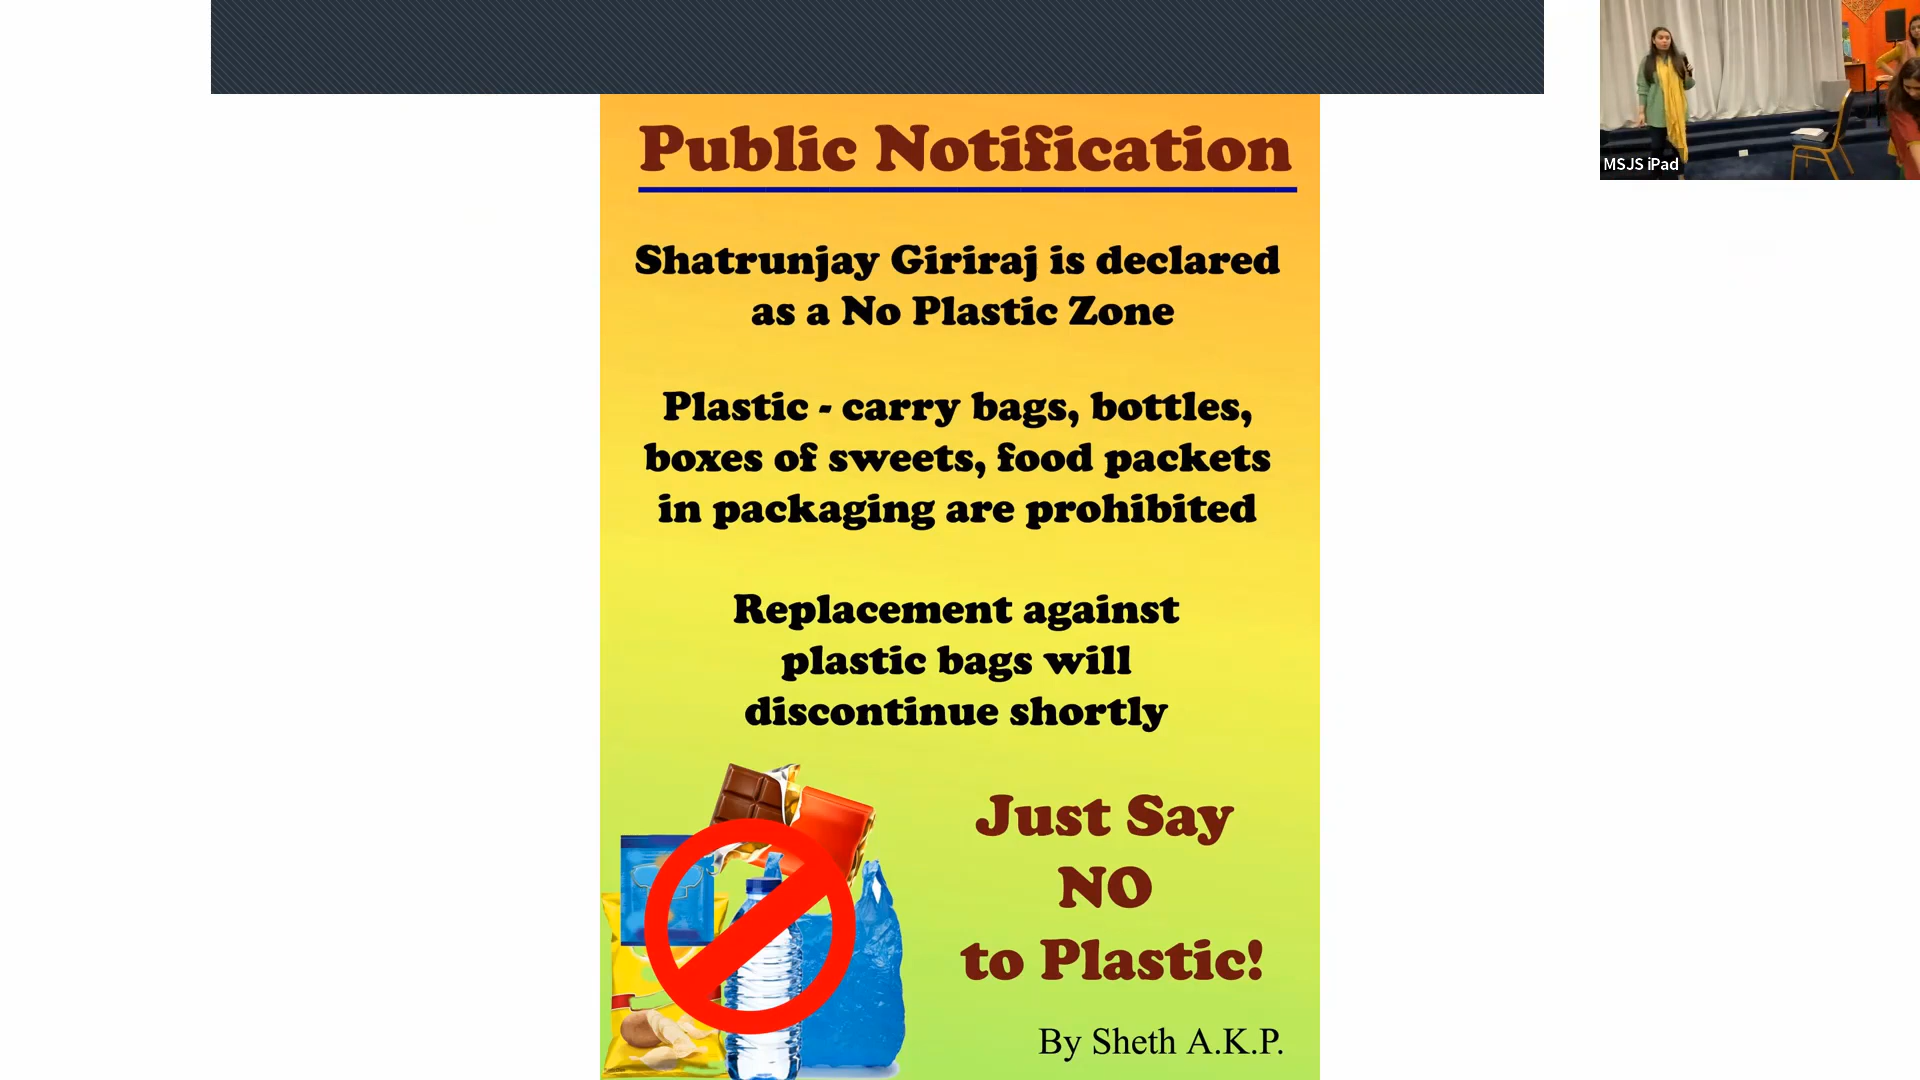 Public Notification
Shatrunjay Giriraj is declared
as a No Plastic Zone
Plastic - carry bags, bottles,
boxes of sweets, food packets
in packaging are prohibited
Replacement against
plastic bags will
discontinue shortly
Just Say
NO
to Plastic!
By Sheth A.K.P.
MSJS iPad